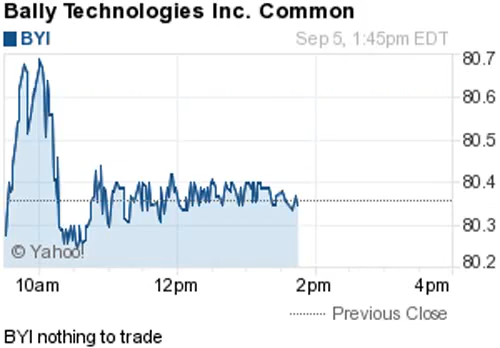 Bally Technologies Inc. Common
BYI Sep 5, 1:45pm EDT
80.7
80.6
80.5
80.4
80.3
80.2
© Yahoo!
10am 12pm 2pm 4pm
Previous Close
BYI nothing to trade